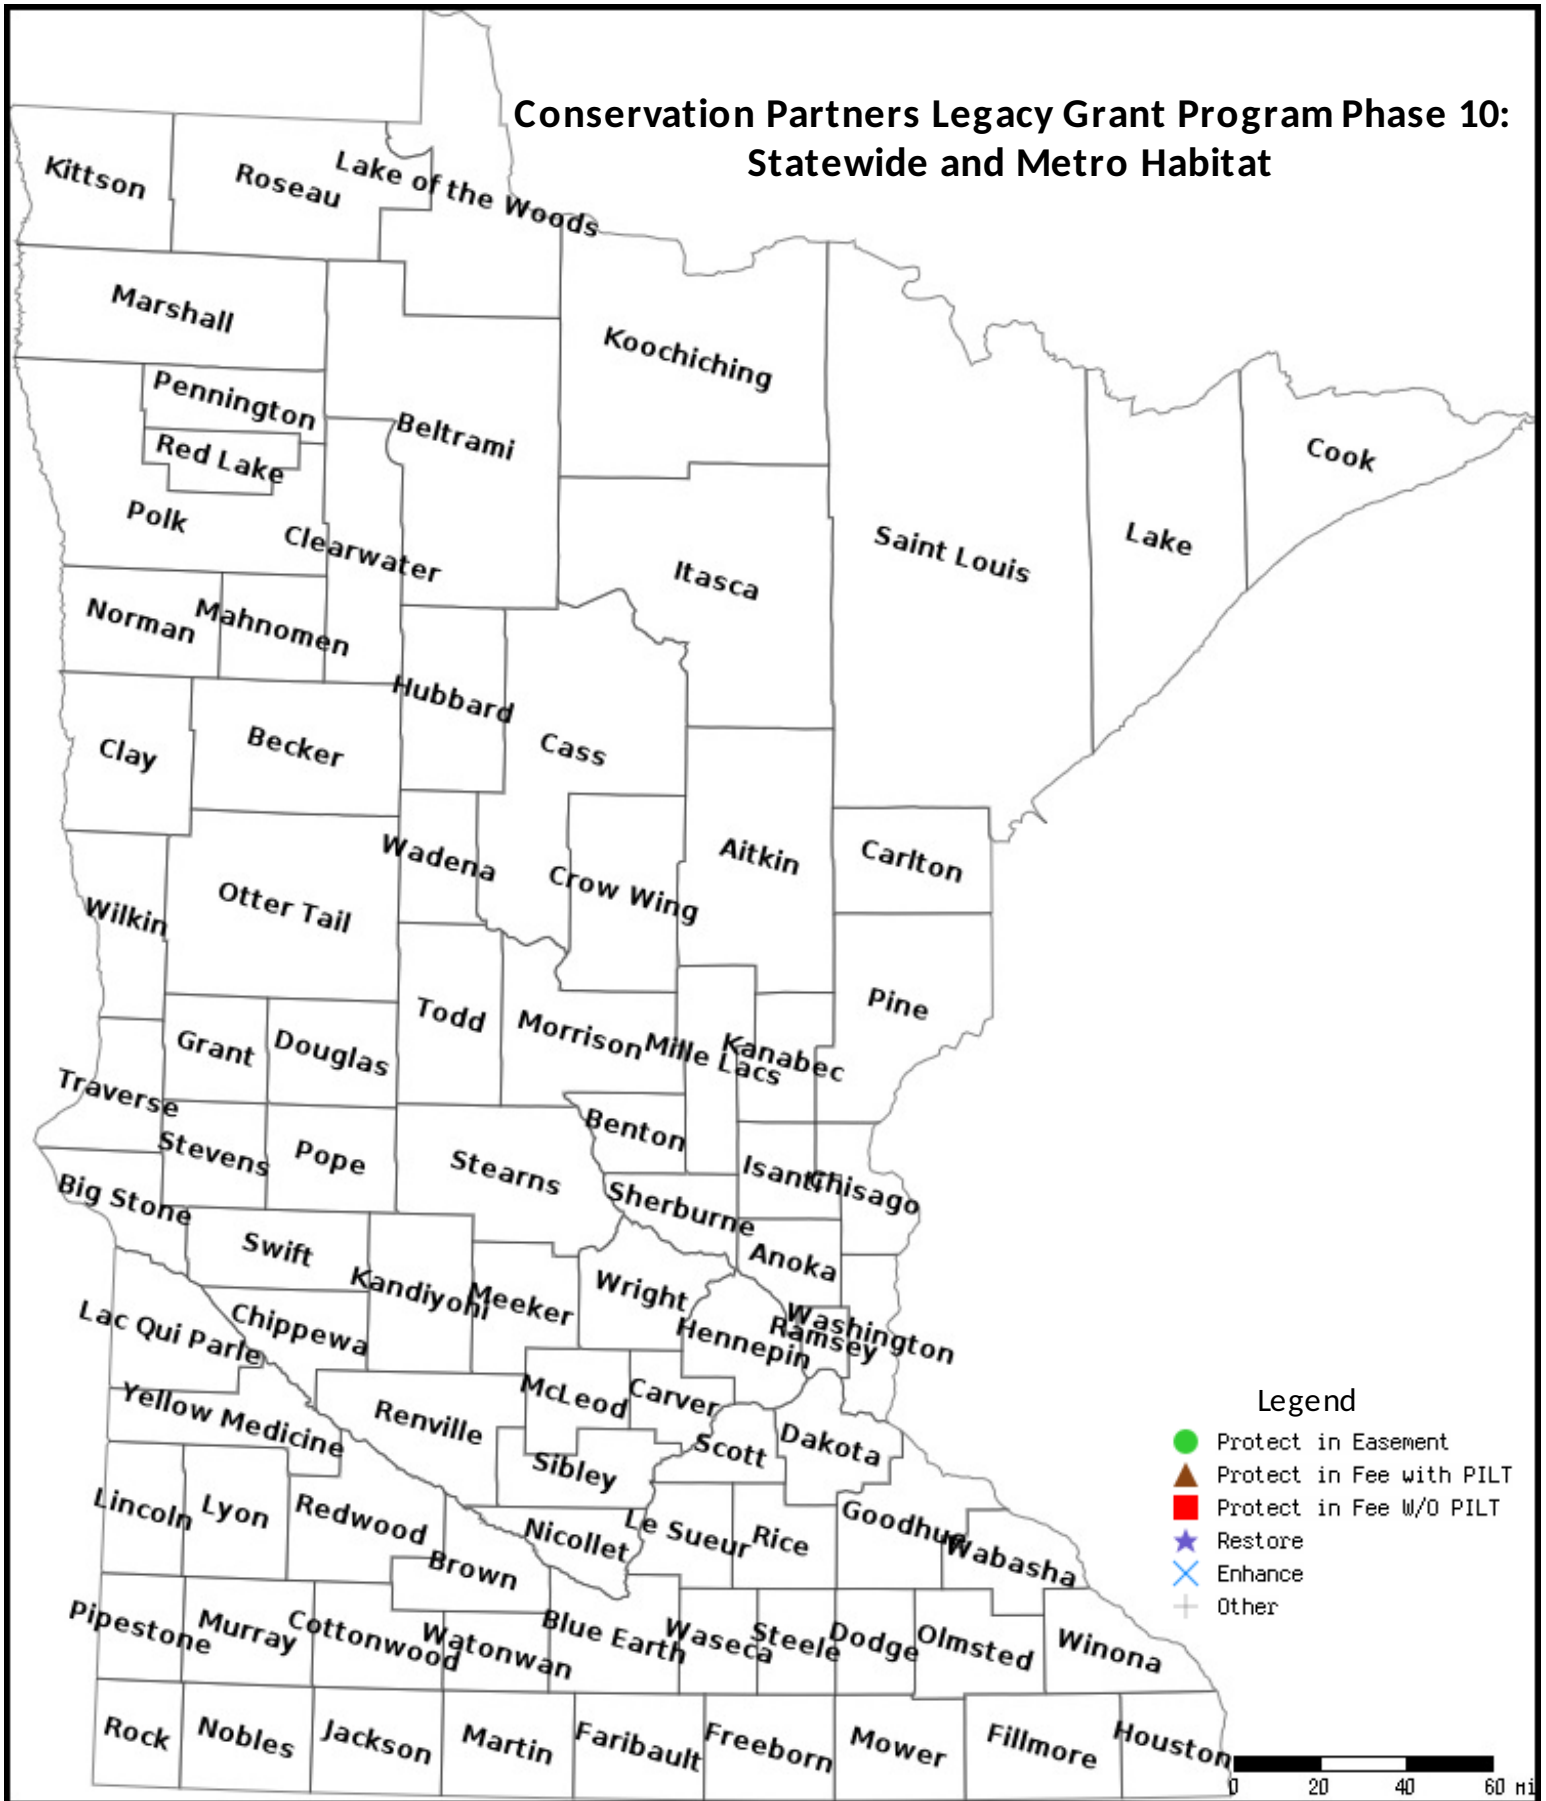 Conservation Partners Legacy Grant Program Phase 10:
Statewide and Metro Habitat
Kittson
Roseau
Lake of the Woods
Marshall
Koochiching
Pennington
Beltrami
Red Lake
Cook
Polk
Clearwater
Saint Louis
Lake
Itasca
Norman
Mahnomen
Hubbard
Clay
Becker
Cass
Wadena
Aitkin
Carlton
Wilkin
Otter Tail
Crow Wing
Todd
Pine
Grant
Douglas
Morrison
Mille Lacs
Kanabec
Traverse
Stevens
Pope
Stearns
Benton
Isanti
Chisago
Big Stone
Sherburne
Swift
Anoka
Kandiyohi
Meeker
Wright
Lac Qui Parle
Chippewa
Hennepin
Ramsey
Washington
Yellow Medicine
Renville
McLeod
Carver
Scott
Dakota
Sibley
Lincoln
Lyon
Redwood
Nicollet
Le Sueur
Rice
Goodhue
Wabasha
Brown
Pipestone
Murray
Cottonwood
Watonwan
Blue Earth
Waseca
Steele
Dodge
Olmsted
Winona
Rock
Nobles
Jackson
Martin
Faribault
Freeborn
Mower
Fillmore
Houston
Legend
Protect in Easement
Protect in Fee with PILT
Protect in Fee W/O PILT
Restore
Enhance
Other
0 20 40 60 mi